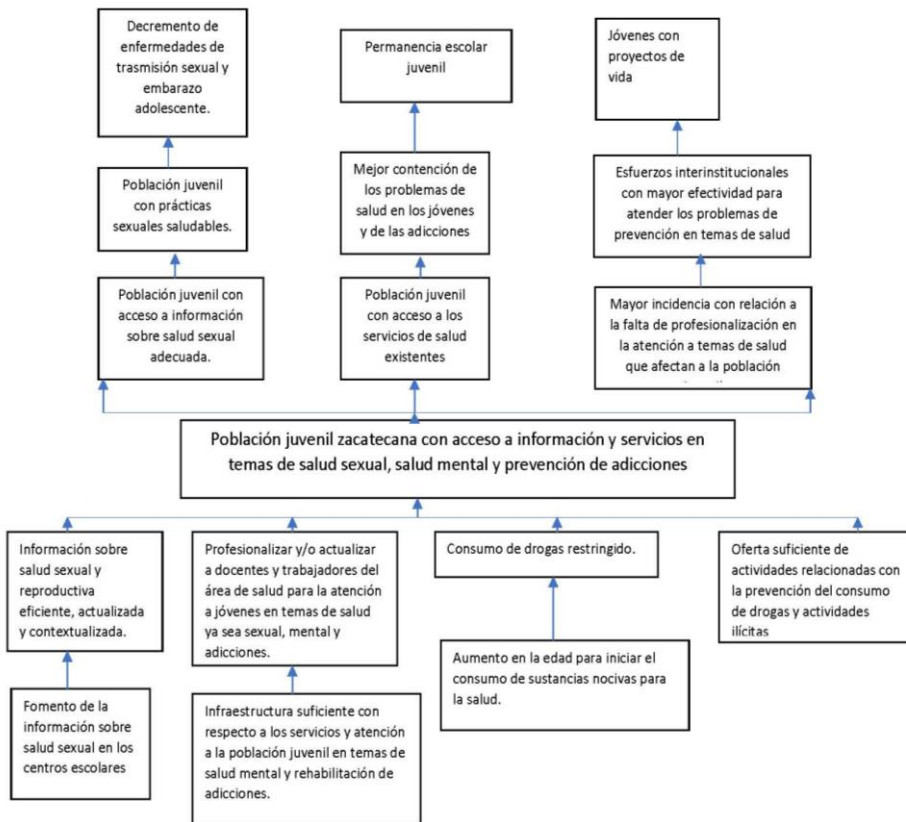 Decremento de
enfermedades de
trasmisión sexual y
embarazo
adolescente.
Permanencia escolar
juvenil
Jóvenes con
proyectos de
vida
Población juvenil
con prácticas
sexuales saludables.
Mejor contención de
los problemas de
salud en los jóvenes
y de las adicciones
Esfuerzos interinstitucionales
con mayor efectividad para
atender los problemas de
prevención en temas de salud
Población juvenil con
acceso a información
sobre salud sexual
adecuada.
Población juvenil
con acceso a los
servicios de salud
existentes
Mayor incidencia con relación a
la falta de profesionalización en
la atención a temas de salud
que afectan a la población
Población juvenil zacatecana con acceso a información y servicios en
temas de salud sexual, salud mental y prevención de adicciones
Información sobre
salud sexual y
reproductiva
eficiente, actualizada
y contextualizada.
Profesionalizar y/o actualizar
a docentes y trabajadores del
área de salud para la atención
a jóvenes en temas de salud
ya sea sexual, mental y
adicciones.
Consumo de drogas restringido.
Oferta suficiente de
actividades relacionadas con
la prevención del consumo
de drogas y actividades
ilícitas
Fomento de la
información sobre
salud sexual en los
centros escolares
Infraestructura suficiente con
respecto a los servicios y atención
a la población juvenil en temas de
salud mental y rehabilitación de
adicciones.
Aumento en la edad para iniciar el
consumo de sustancias nocivas para
la salud.